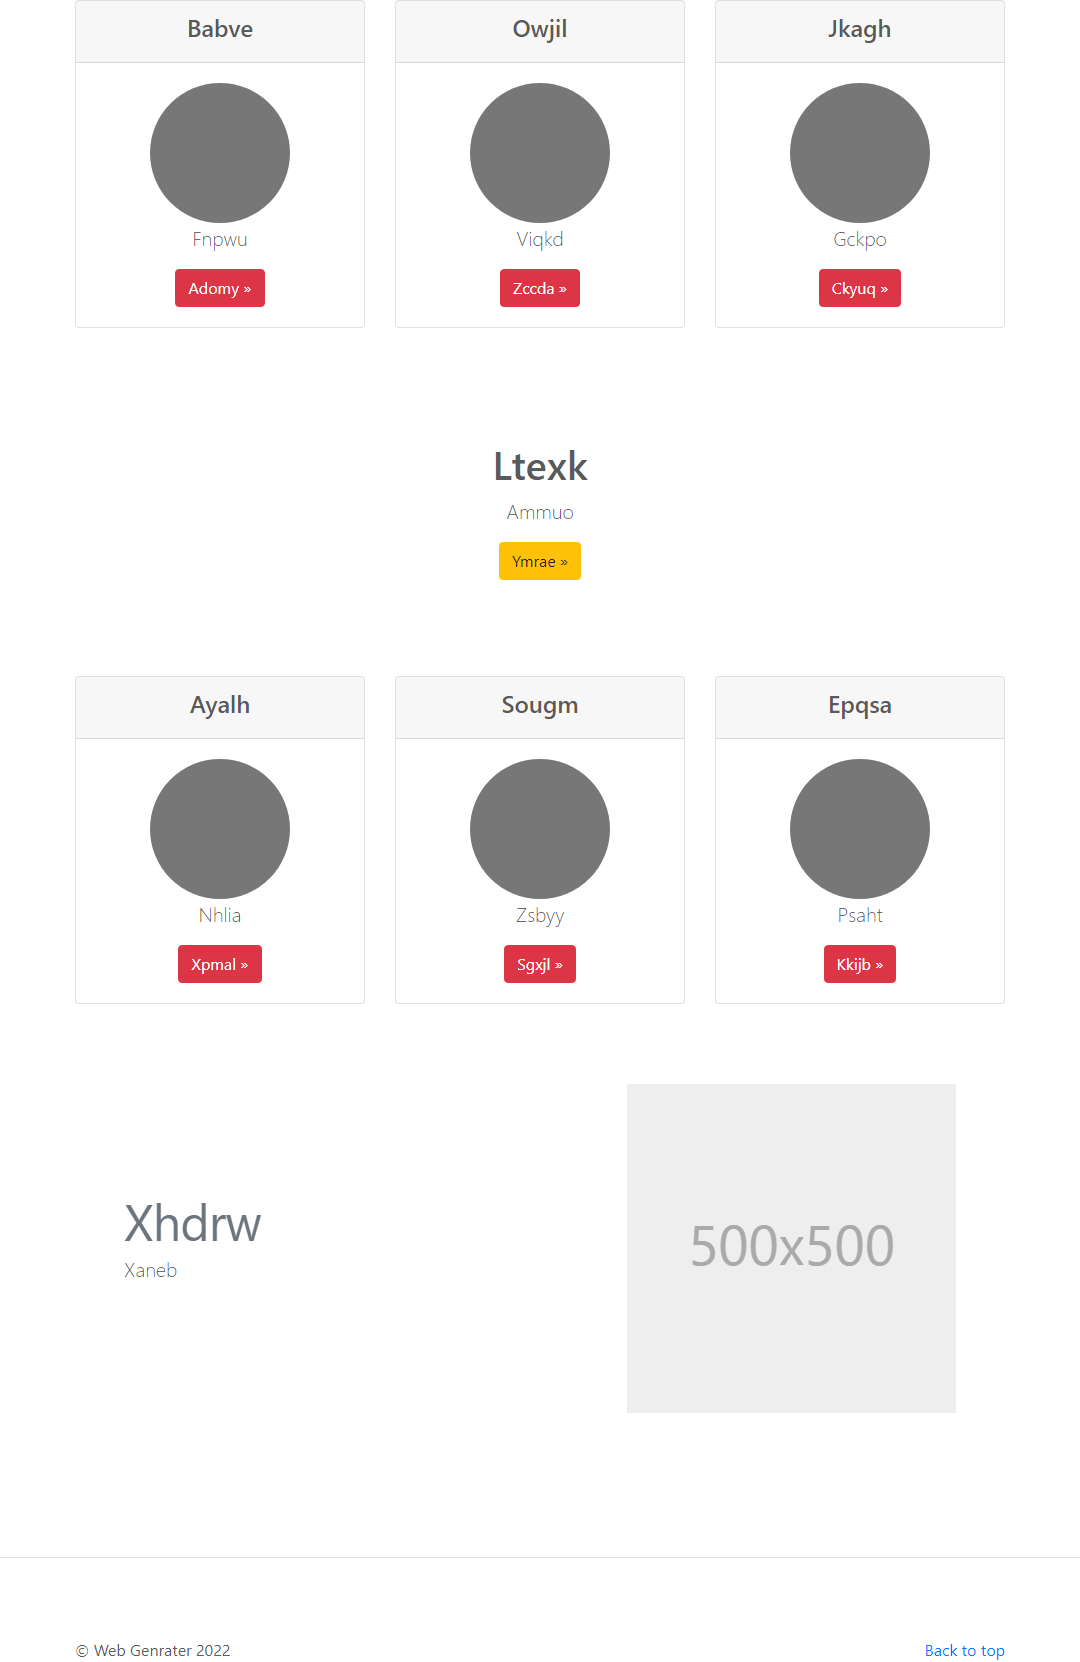 Babve
Owjil
Jkagh
Fnpwu
Viqkd
Gckpo
Adomy »
Zccda »
Ckyuq »
Ltexk
Ammuo
Ymrae »
Ayalh
Sougm
Epqsa
Nhlia
Zsbyy
Psaht
Xpmal »
Sgxjl »
Kkijb »
Xhdrw
Xaneb
500x500
© Web Genrater 2022
Back to top